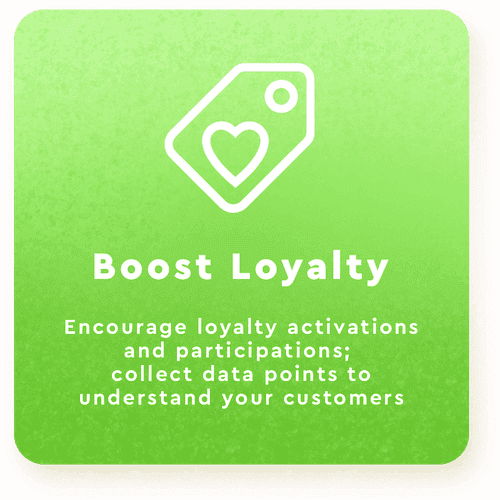 Boost Loyalty
Encourage loyalty activations
and participations;
collect data points to
understand your customers